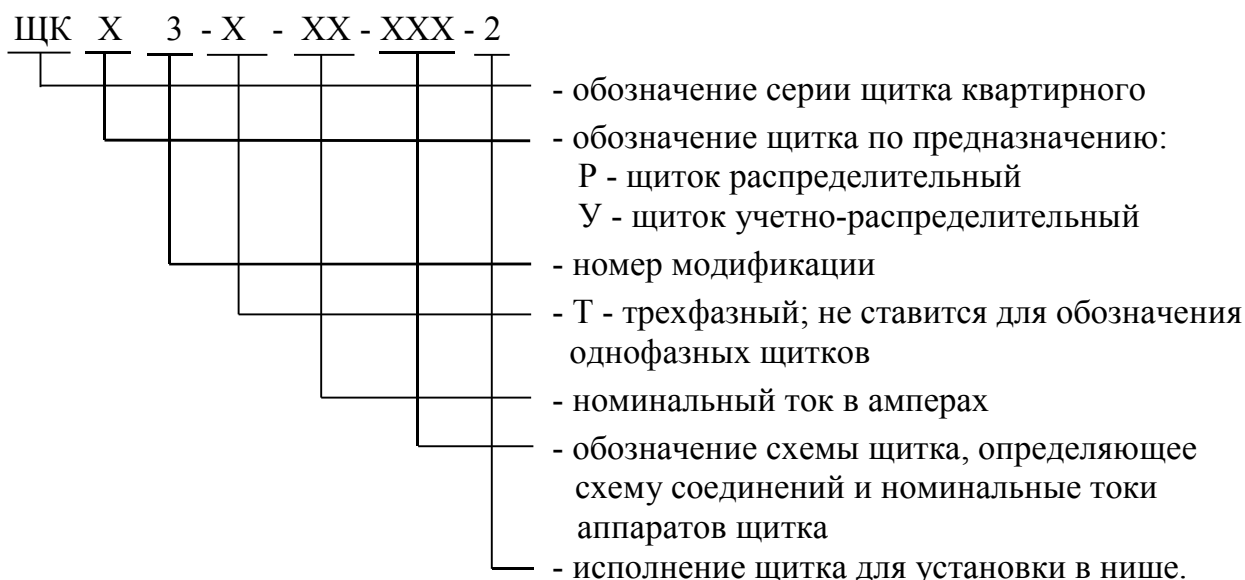 ЩК Х 3 - Х - ХХ - ХХХ - 2
- обозначение серии щитка квартирного
- обозначение щитка по предназначению:
Р - щиток распределительный
У - щиток учетно-распределительный
- номер модификации
- Т - трехфазный; не ставится для обозначения
однофазных щитков
- номинальный ток в амперах
- обозначение схемы щитка, определяющее
схему соединений и номинальные токи
аппаратов щитка
- исполнение щитка для установки в нише.